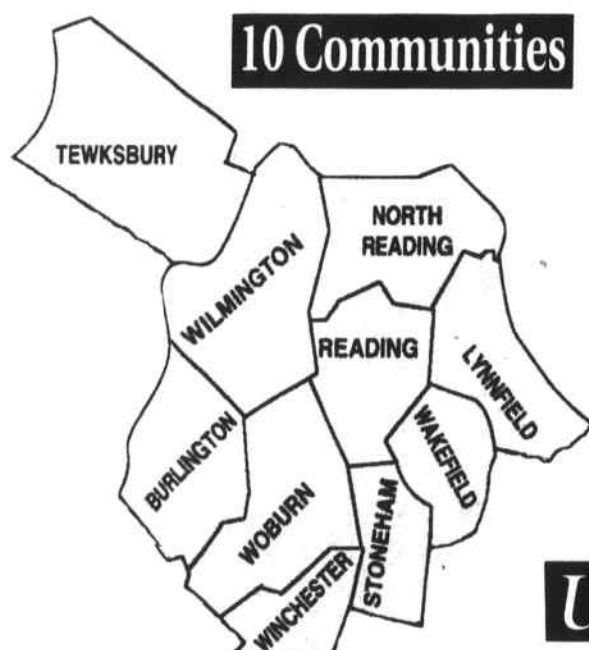 10 Communities
TEWKSBURY
NORTH
READING
WILMINGTON
READING
LYNNFIELD
BURLINGTON
WAKEFIELD
WOBURN
STONEHAM
WINCHESTER
U